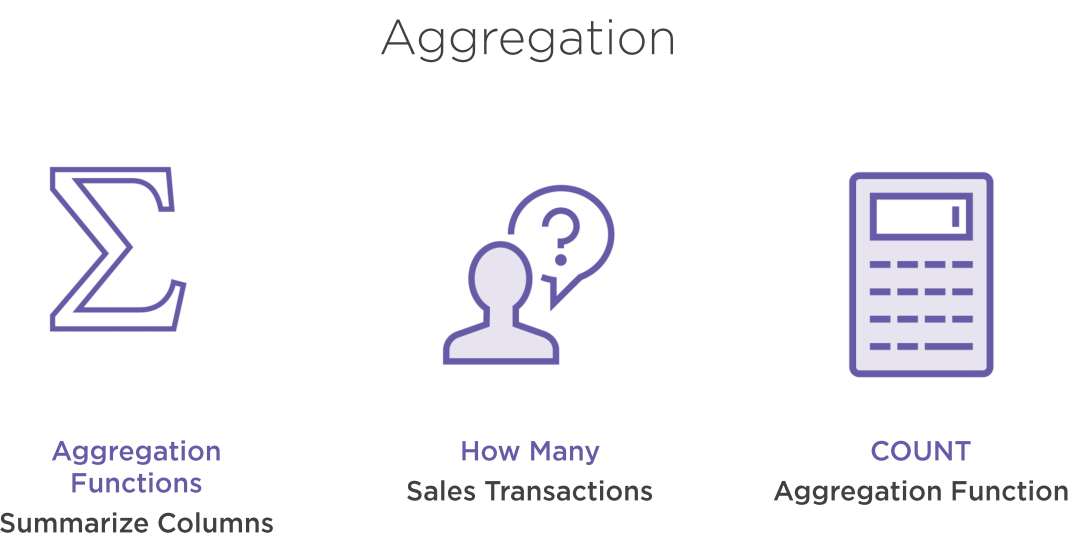 Aggregation
Aggregation
Functions
Summarize Columns
How Many
Sales Transactions
COUNT
Aggregation Function